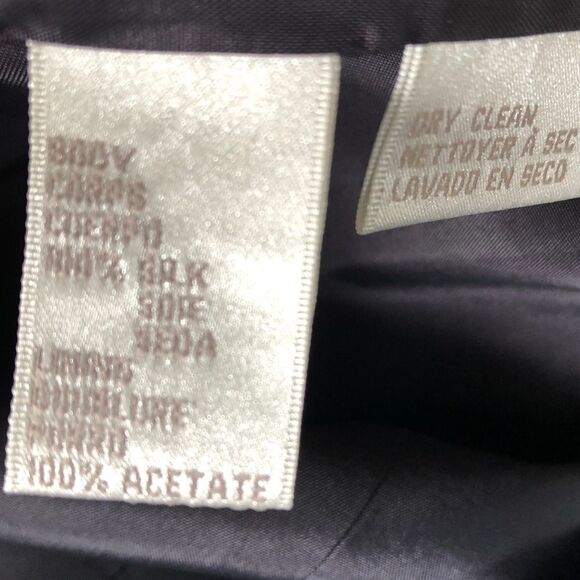 BODY
CORPS
CUERPO
100% SILK
SOIE
SEDA
LINING
DOUBLURE
FORRO
100% ACETATE
DRY CLEAN
NETTOYER À SEC
LAVADO EN SECO